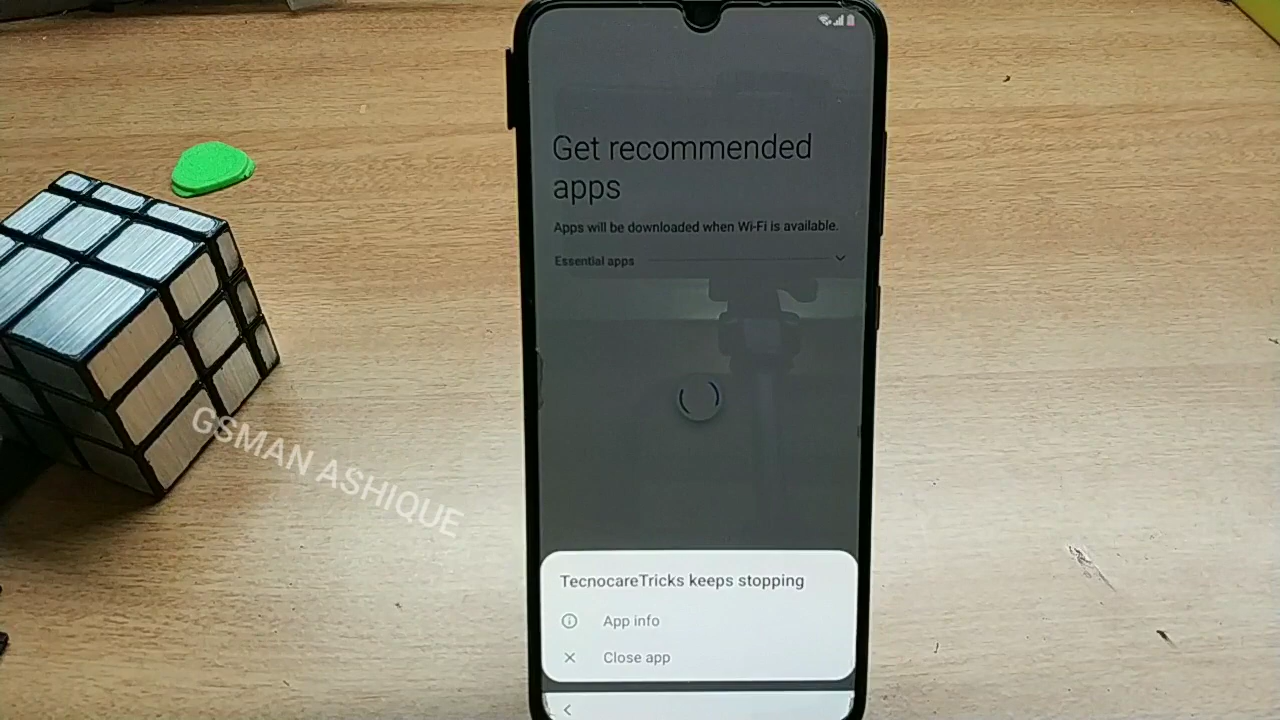 Get recommended
apps
Apps will be downloaded when Wi-Fi is available.
Essential apps
TecnocareTricks keeps stopping
App info
Close app
GSMAN ASHIQUE